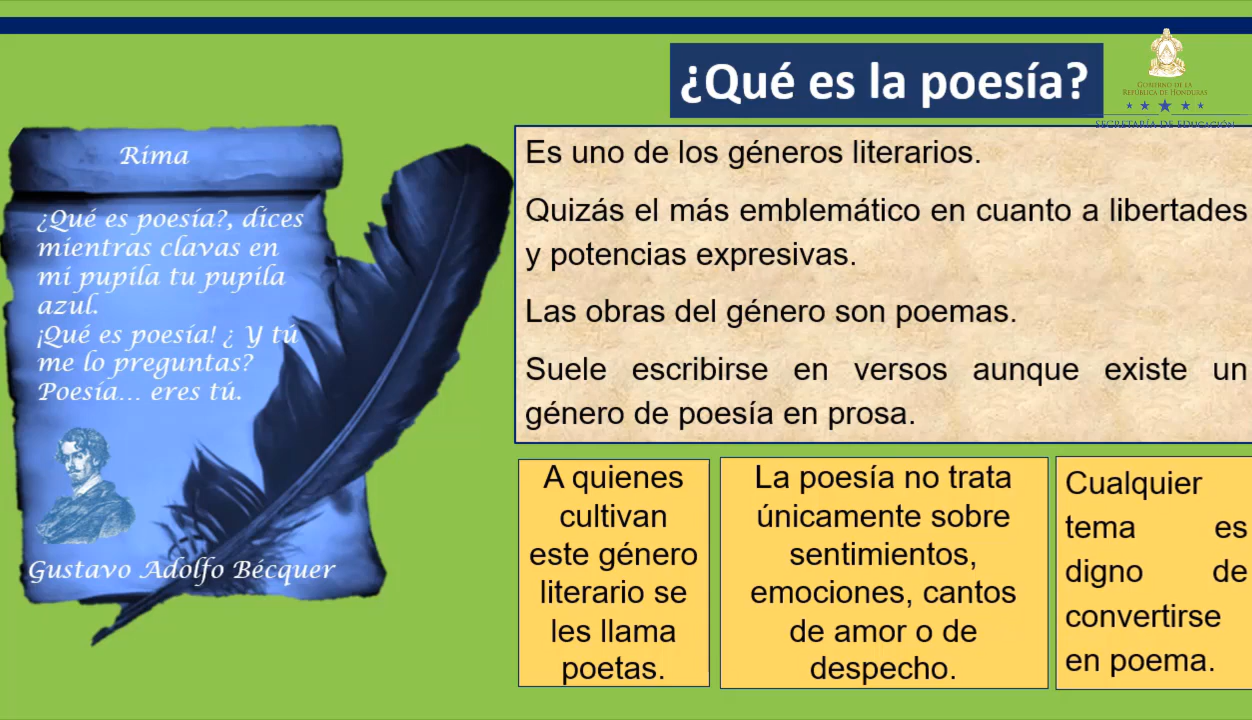 ¿Qué es la poesía?
GOBIERNO DE LA
REPÚBLICA DE HONDURAS
SECRETARÍA DE EDUCACIÓN
Rima
¿Qué es poesía?, dices
mientras clavas en
mi pupila tu pupila
azul.
¡Qué es poesía! ¿ Y tú
me lo preguntas?
Poesía... eres tú.
Gustavo Adolfo Bécquer
Es uno de los géneros literarios.
Quizás el más emblemático en cuanto a libertades
y potencias expresivas.
Las obras del género son poemas.
Suele escribirse en versos aunque existe un
género de poesía en prosa.
A quienes
cultivan
este género
literario se
les llama
poetas.
La poesía no trata
únicamente sobre
sentimientos,
emociones, cantos
de amor o de
despecho.
Cualquier
tema es
digno de
convertirse
en poema.